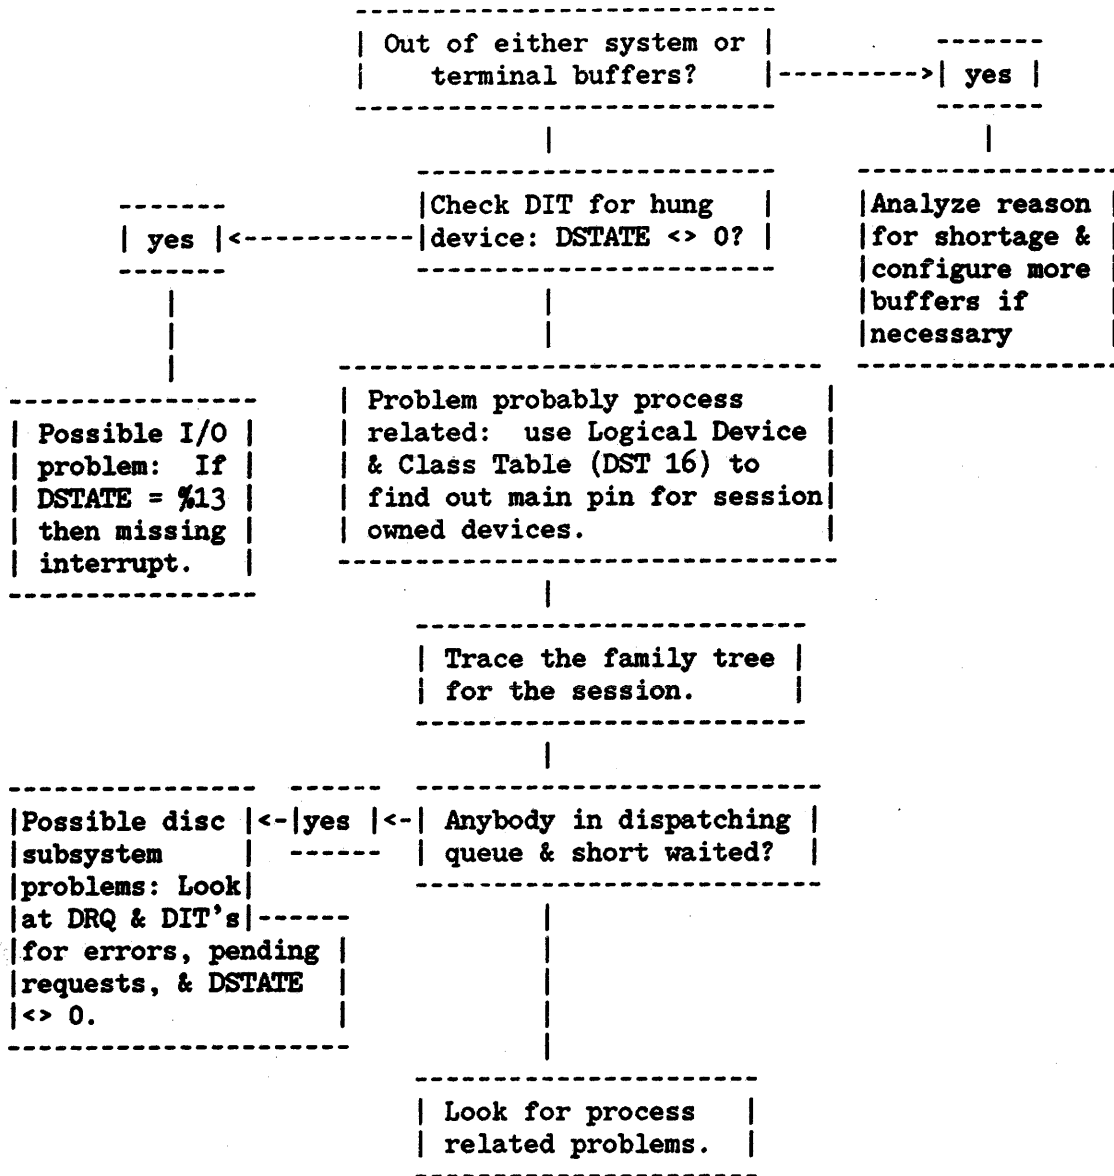 Out of either system or
terminal buffers?
yes
Analyze reason
for shortage &
configure more
buffers if
necessary
Check DIT for hung
device: DSTATE <> 0?
yes
Possible I/O
problem: If
DSTATE = %13
then missing
interrupt.
Problem probably process
related: use Logical Device
& Class Table (DST 16) to
find out main pin for session
owned devices.
Trace the family tree
for the session.
Anybody in dispatching
queue & short waited?
yes
Possible disc
subsystem
problems: Look
at DRQ & DIT's
for errors, pending
requests, & DSTATE
<> 0.
Look for process
related problems.